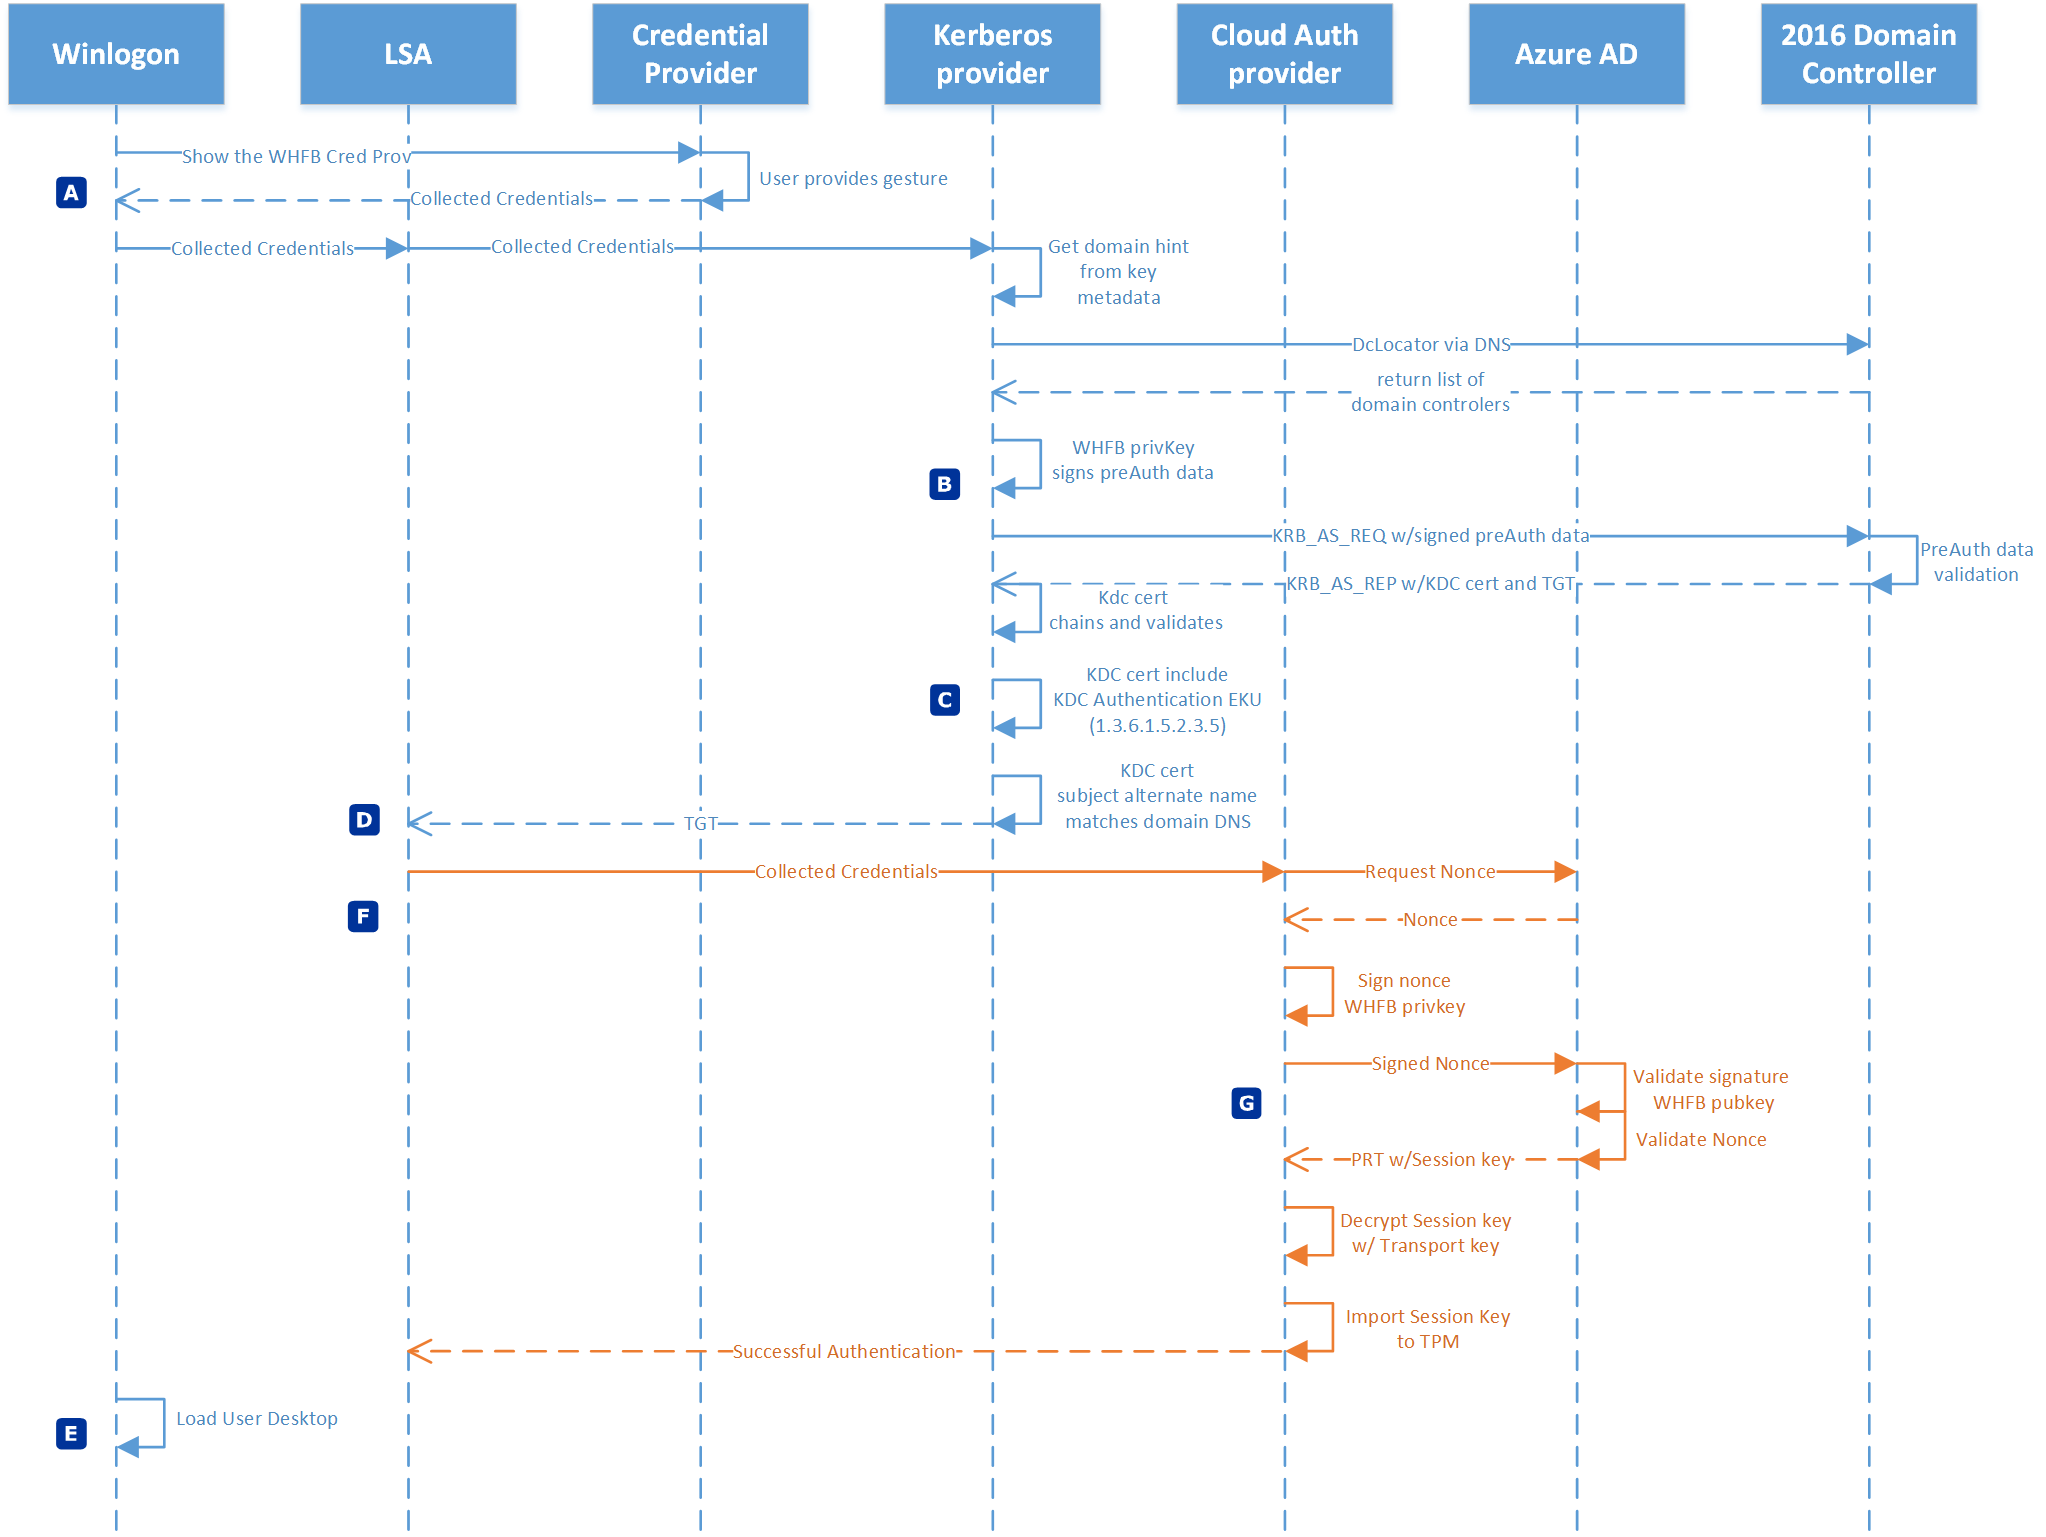 Winlogon
LSA
Credential
Provider
Kerberos
provider
Cloud Auth
provider
Azure AD
2016 Domain
Controller
Show the WHFB Cred Prov
User provides gesture
A
Collected Credentials
Collected Credentials
Collected Credentials
Get domain hint
from key
metadata
DcLocator via DNS
return list of
domain controlers
WHFB privKey
signs preAuth data
B
KRB_AS_REQ w/signed preAuth data
PreAuth data
validation
KRB_AS_REP w/KDC cert and TGT
Kdc cert
chains and validates
C
KDC cert include
KDC Authentication EKU
(1.3.6.1.5.2.3.5)
KDC cert
subject alternate name
matches domain DNS
D
TGT
Collected Credentials
Request Nonce
F
Nonce
Sign nonce
WHFB privkey
Signed Nonce
Validate signature
WHFB pubkey
G
Validate Nonce
PRT w/Session key
Decrypt Session key
w/ Transport key
Import Session Key
to TPM
Successful Authentication
E
Load User Desktop